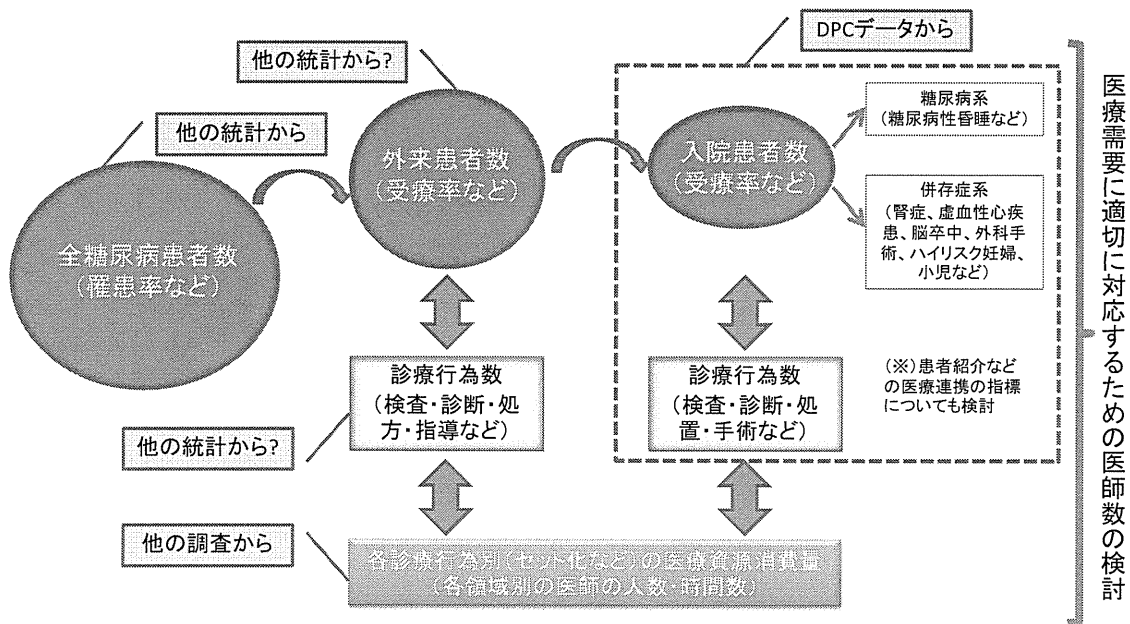 DPCデータから
他の統計から?
他の統計から
糖尿病系
(糖尿病性昏睡など)
外来患者数
(受療率など)
入院患者数
(受療率など)
併存症系
(腎症、虚血性心疾
患、脳卒中、外科手
術、ハイリスク妊婦、
小児など)
全糖尿病患者数
(罹患率など)
診療行為数
(検査・診断・処
方・指導など)
診療行為数
(検査・診断・処
置・手術など)
(※)患者紹介など
の医療連携の指標
についても検討
他の統計から?
他の調査から
各診療行為別(セット化など)の医療資源消費量
(各領域別の医師の人数・時間数)
医療需要に適切に対応するための医師数の検討